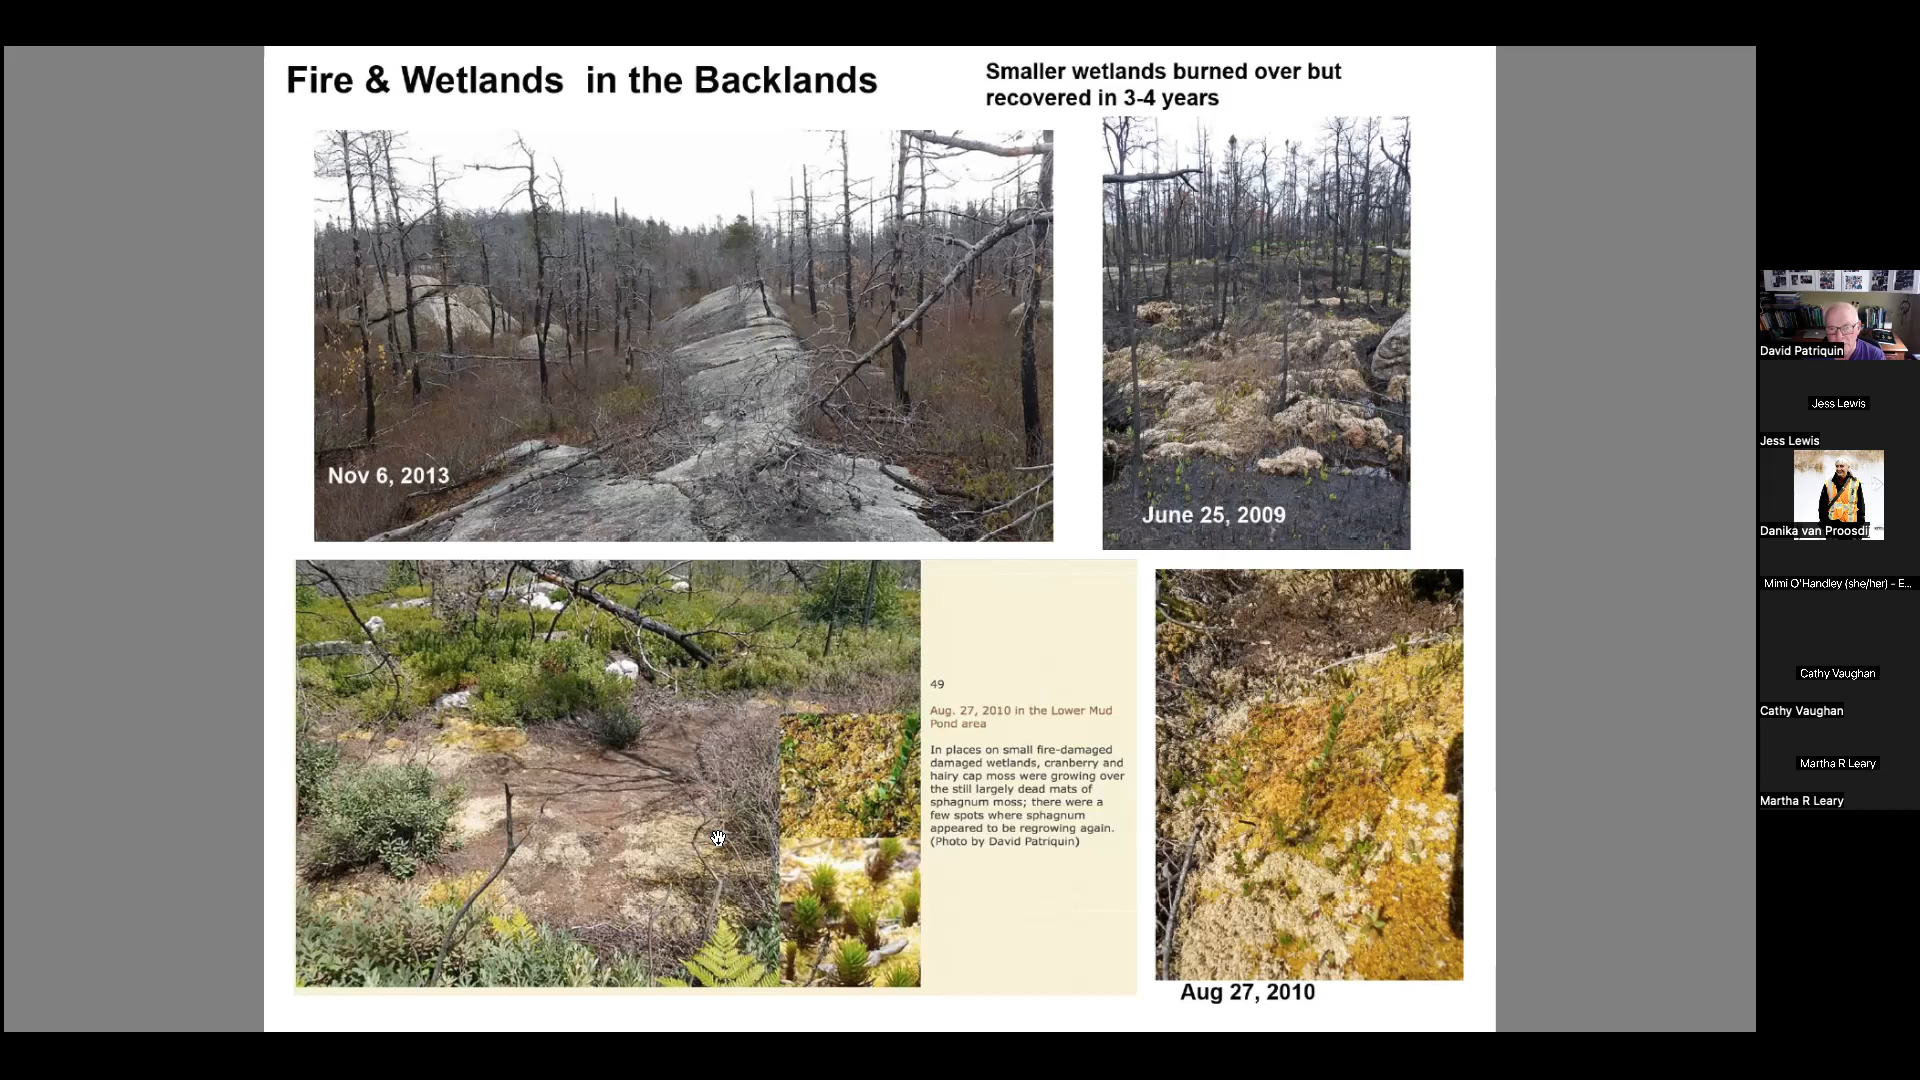 Fire & Wetlands in the Backlands
Smaller wetlands burned over but
recovered in 3-4 years
Nov 6, 2013
June 25, 2009
49
Aug. 27, 2010 in the Lower Mud
Pond area
In places on small fire-damaged
damaged wetlands, cranberry and
hairy cap moss were growing over
the still largely dead mats of
sphagnum moss; there were a
few spots where sphagnum
appeared to be regrowing again.
(Photo by David Patriquin)
Aug 27, 2010
David Patriquin
Jess Lewis
Jess Lewis
Danika van Proosdij
Mimi O'Handley (she/her) - E...
Cathy Vaughan
Cathy Vaughan
Martha R Leary
Martha R Leary